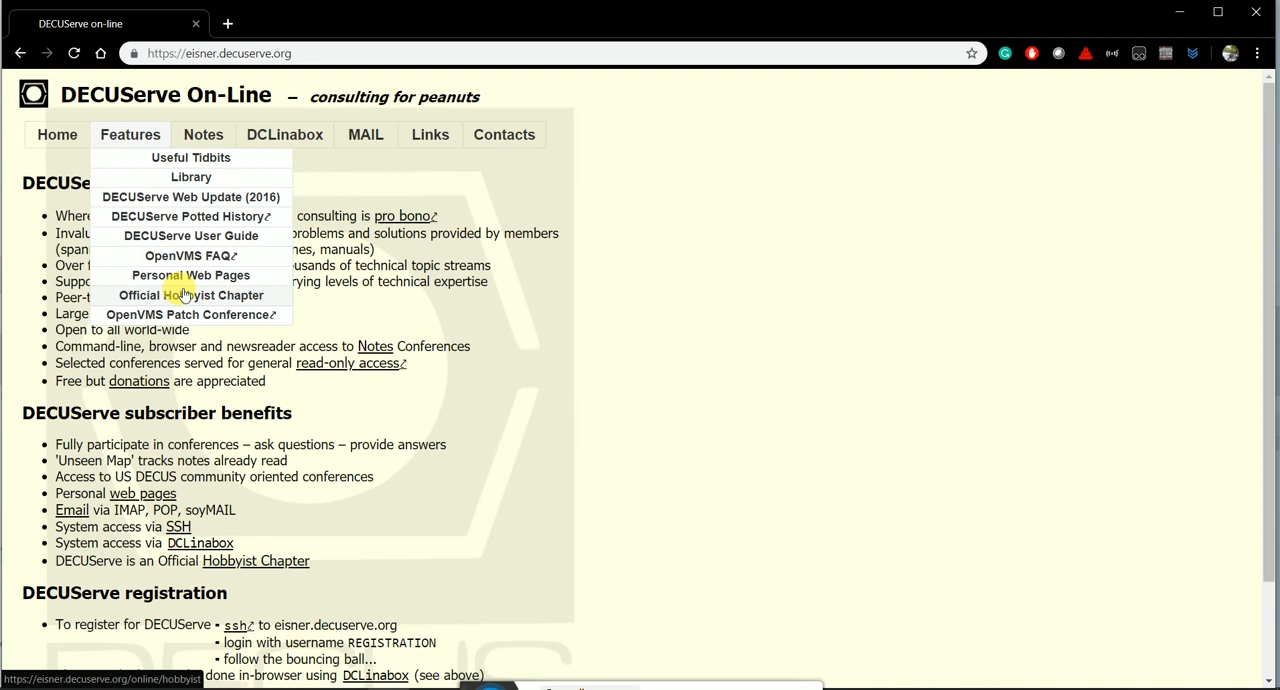 DECUServe on-line
https://eisner.decuserve.org
DECUServe On-Line – consulting for peanuts
Home Features Notes DCLinabox MAIL Links Contacts
Useful Tidbits
Library
DECUServe Web Update (2016)
DECUServe Potted History
DECUServe User Guide
OpenVMS FAQ
Personal Web Pages
Official Hobbyist Chapter
OpenVMS Patch Conference
DECUSe
Where consulting is pro bono
Invalu problems and solutions provided by members
(span nes, manuals)
Over f usands of technical topic streams
Suppo rying levels of technical expertise
Peer-t
Large
Open to all world-wide
Command-line, browser and newsreader access to Notes Conferences
Selected conferences served for general read-only access
Free but donations are appreciated
DECUServe subscriber benefits
Fully participate in conferences – ask questions – provide answers
'Unseen Map' tracks notes already read
Access to US DECUS community oriented conferences
Personal web pages
Email via IMAP, POP, soyMAIL
System access via SSH
System access via DCLinabox
DECUServe is an Official Hobbyist Chapter
DECUServe registration
To register for DECUServe ▪ ssh to eisner.decuserve.org
▪ login with username REGISTRATION
▪ follow the bouncing ball...
done in-browser using DCLinabox (see above)
https://eisner.decuserve.org/online/hobbyist